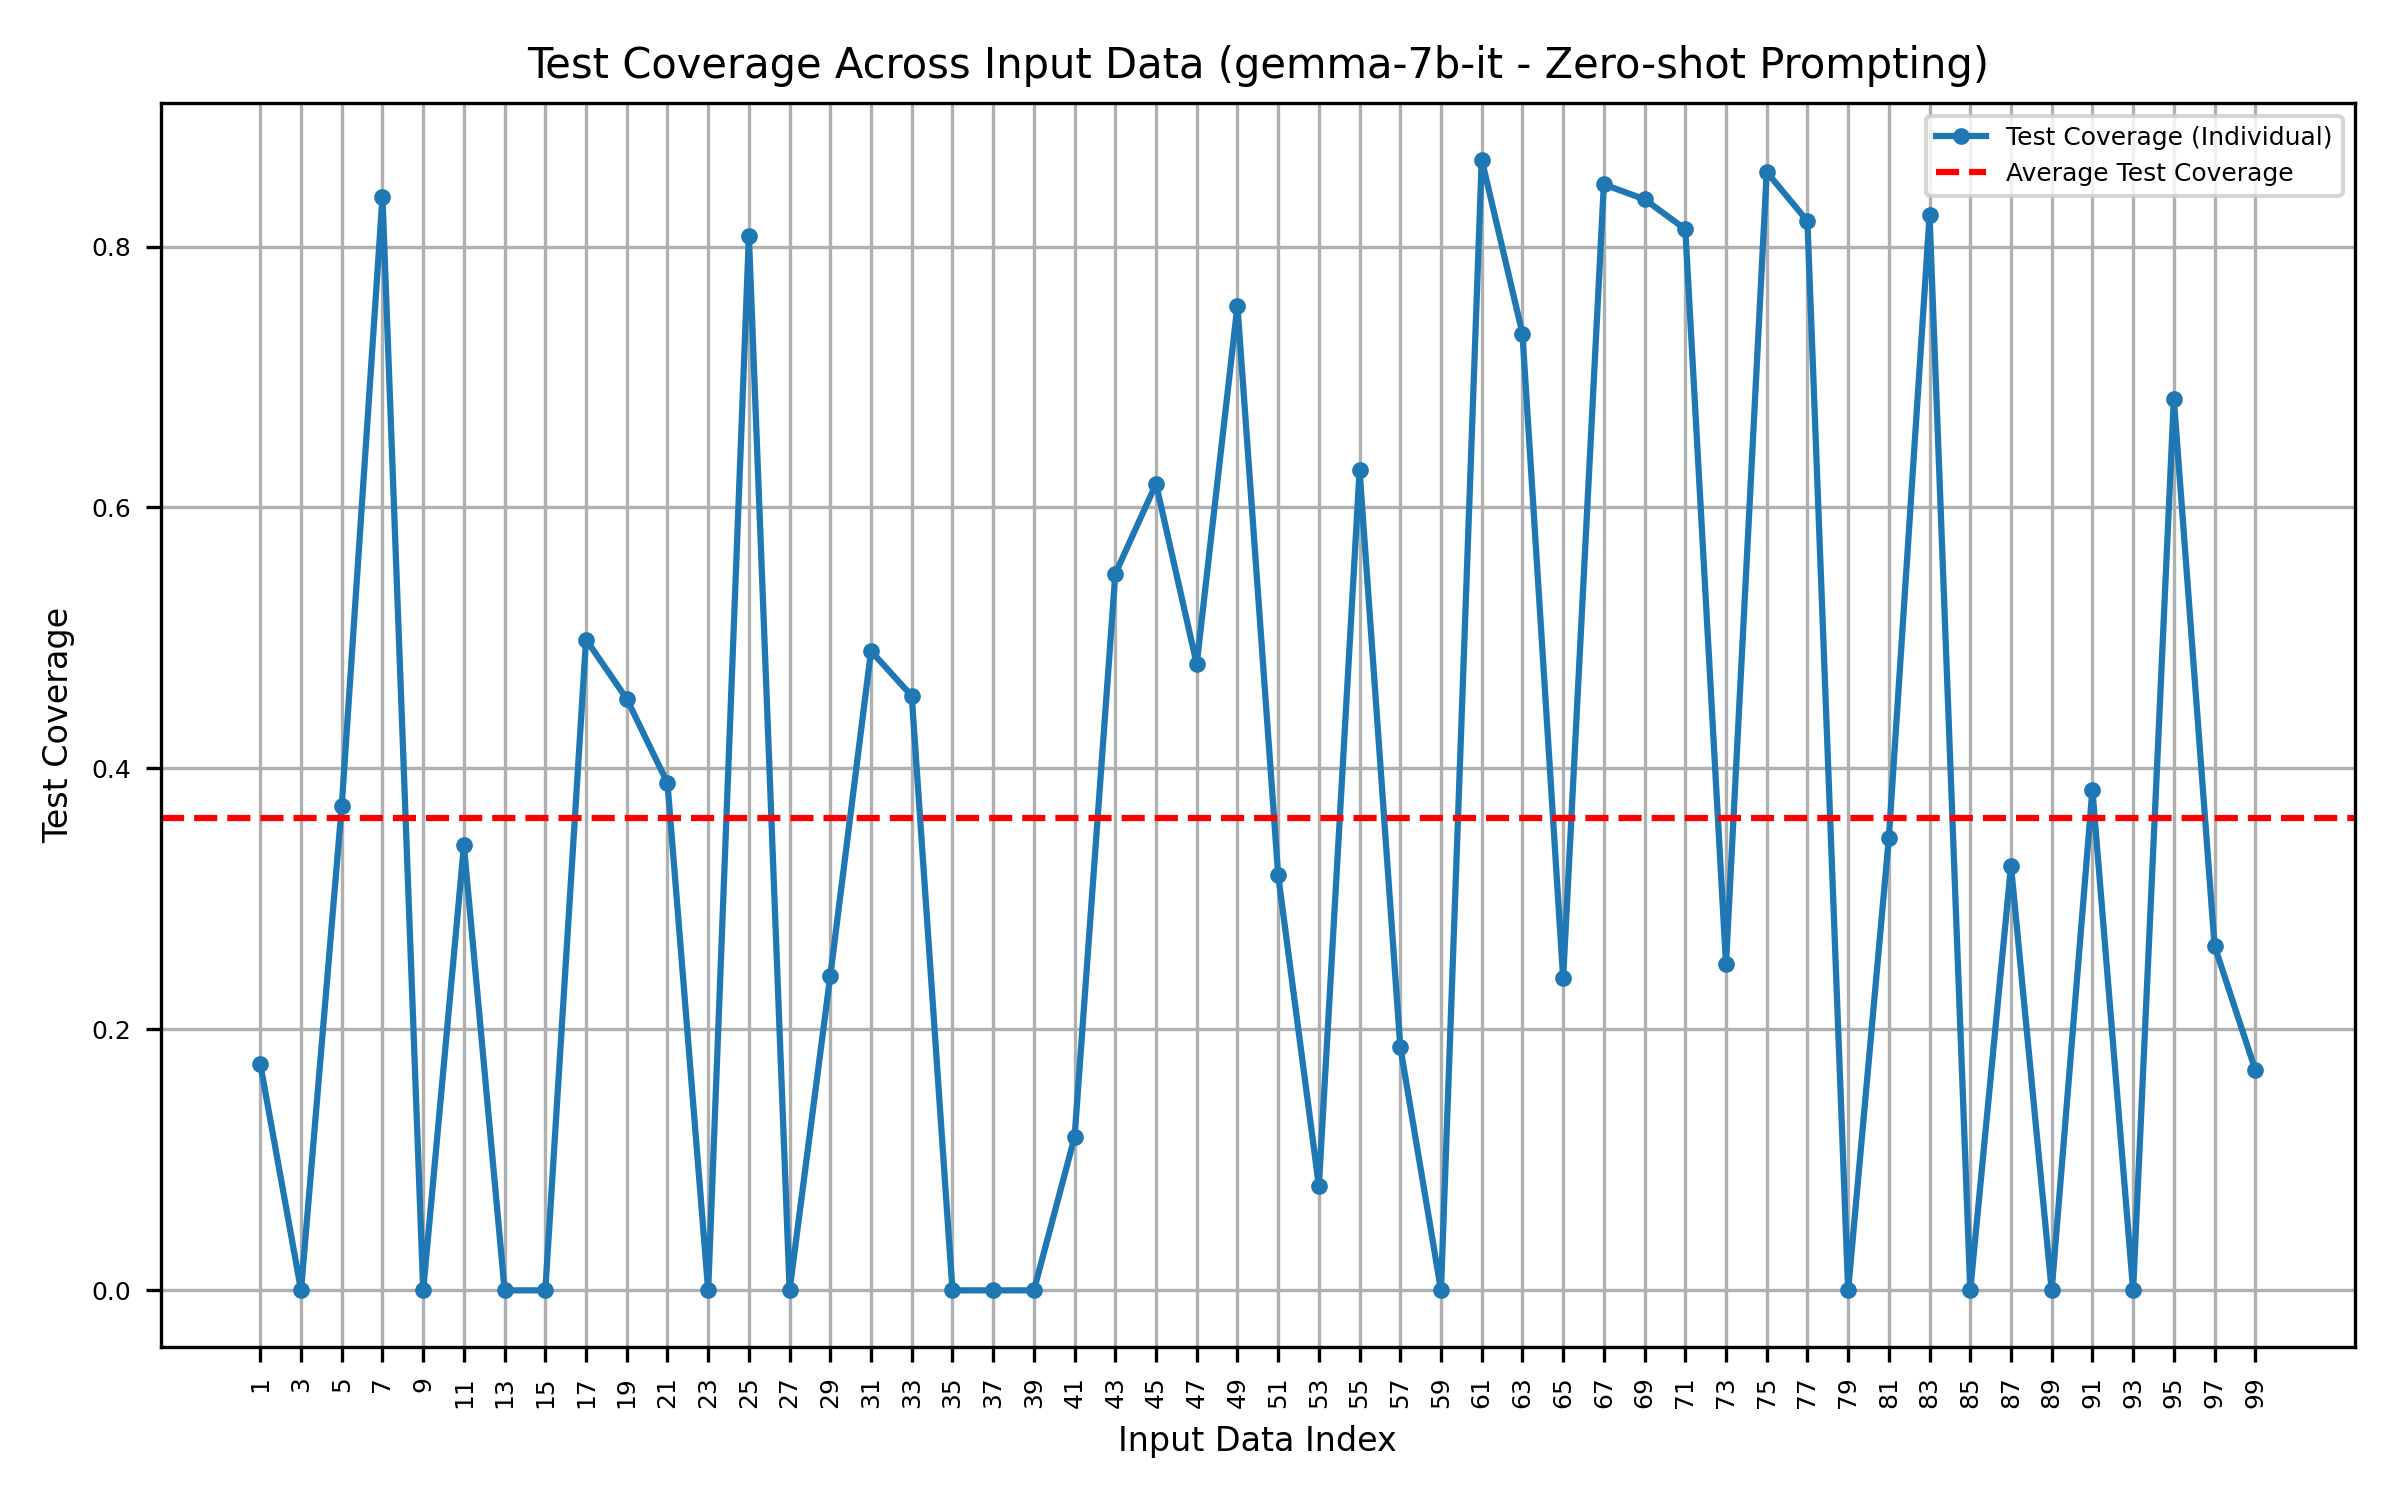 Test Coverage Across Input Data (gemma-7b-it - Zero-shot Prompting)
Test Coverage (Individual)
Average Test Coverage
Test Coverage
0.8
0.6
0.4
0.2
0.0
1 3 5 7 9 11 13 15 17 19 21 23 25 27 29 31 33 35 37 39 41 43 45 47 49 51 53 55 57 59 61 63 65 67 69 71 73 75 77 79 81 83 85 87 89 91 93 95 97 99
Input Data Index